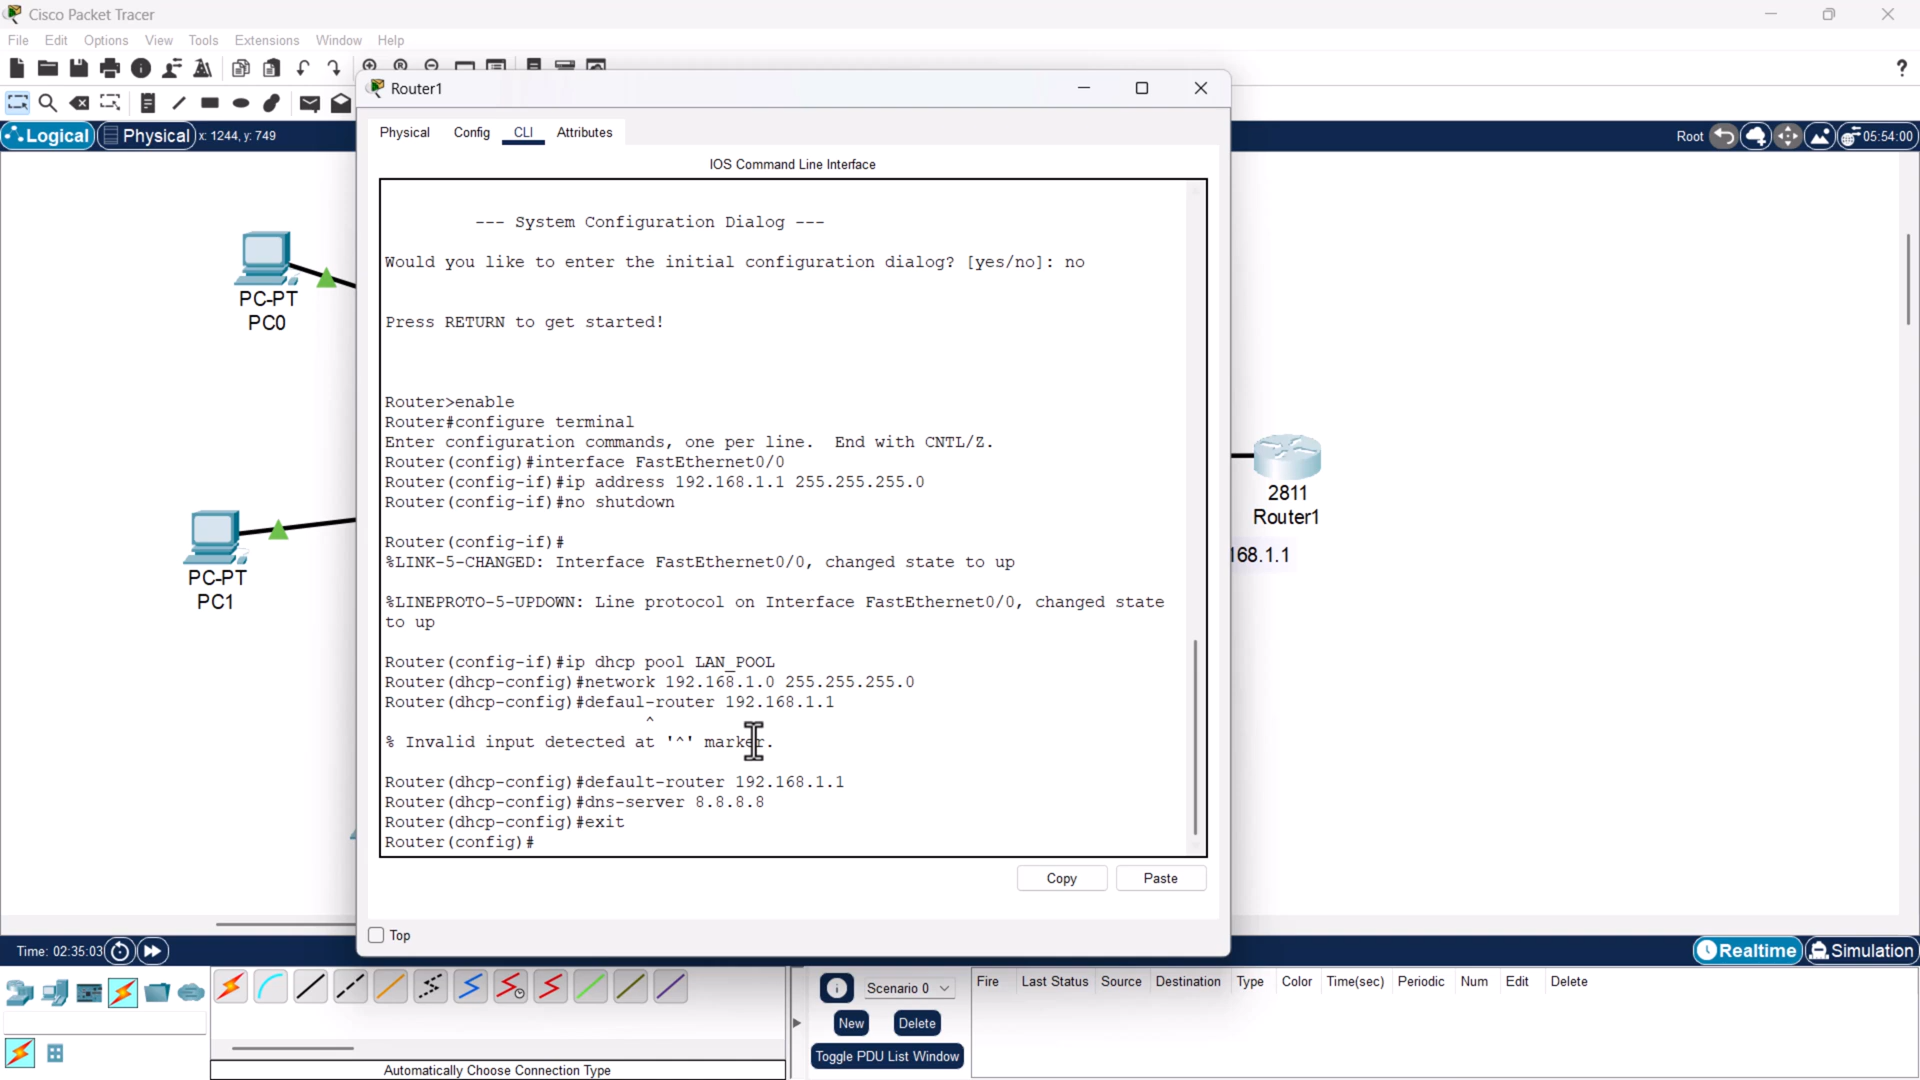 Cisco Packet Tracer
File Edit Options View Tools Extensions Window Help
?
Router1
Logical Physical x: 1244, y: 749
Root 05:54:00
Physical Config CLI Attributes
IOS Command Line Interface
--- System Configuration Dialog ---
Would you like to enter the initial configuration dialog? [yes/no]: no
Press RETURN to get started!
Router>enable
Router#configure terminal
Enter configuration commands, one per line. End with CNTL/Z.
Router(config)#interface FastEthernet0/0
Router(config-if)#ip address 192.168.1.1 255.255.255.0
Router(config-if)#no shutdown
Router(config-if)#
%LINK-5-CHANGED: Interface FastEthernet0/0, changed state to up
%LINEPROTO-5-UPDOWN: Line protocol on Interface FastEthernet0/0, changed state
to up
Router(config-if)#ip dhcp pool LAN_POOL
Router(dhcp-config)#network 192.168.1.0 255.255.255.0
Router(dhcp-config)#defaul-router 192.168.1.1
^
% Invalid input detected at '^' marker.
Router(dhcp-config)#default-router 192.168.1.1
Router(dhcp-config)#dns-server 8.8.8.8
Router(dhcp-config)#exit
Router(config)#
Copy Paste
Top
PC-PT
PC0
PC-PT
PC1
2811
Router1
168.1.1
Time: 02:35:03
Realtime Simulation
Scenario 0
New Delete
Toggle PDU List Window
Fire Last Status Source Destination Type Color Time(sec) Periodic Num Edit Delete
Automatically Choose Connection Type